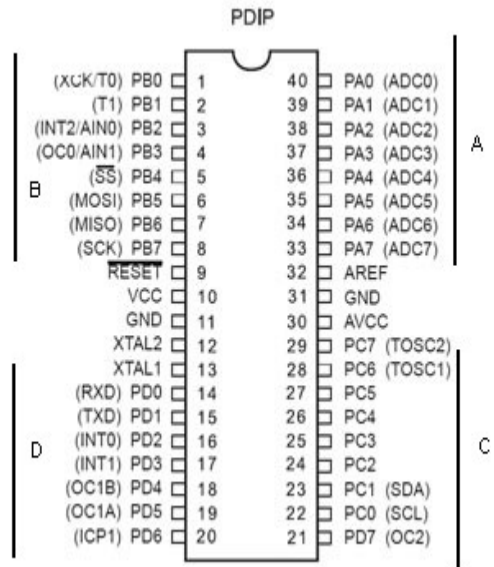 PDIP
(XCK/T0) PB0 1 40 PA0 (ADC0)
(T1) PB1 2 39 PA1 (ADC1)
(INT2/AIN0) PB2 3 38 PA2 (ADC2)
(OC0/AIN1) PB3 4 37 PA3 (ADC3)
A
(SS) PB4 5 36 PA4 (ADC4)
B
(MOSI) PB5 6 35 PA5 (ADC5)
(MISO) PB6 7 34 PA6 (ADC6)
(SCK) PB7 8 33 PA7 (ADC7)
RESET 9 32 AREF
VCC 10 31 GND
GND 11 30 AVCC
XTAL2 12 29 PC7 (TOSC2)
XTAL1 13 28 PC6 (TOSC1)
(RXD) PD0 14 27 PC5
(TXD) PD1 15 26 PC4
D (INT0) PD2 16 25 PC3 C
(INT1) PD3 17 24 PC2
(OC1B) PD4 18 23 PC1 (SDA)
(OC1A) PD5 19 22 PC0 (SCL)
(ICP1) PD6 20 21 PD7 (OC2)